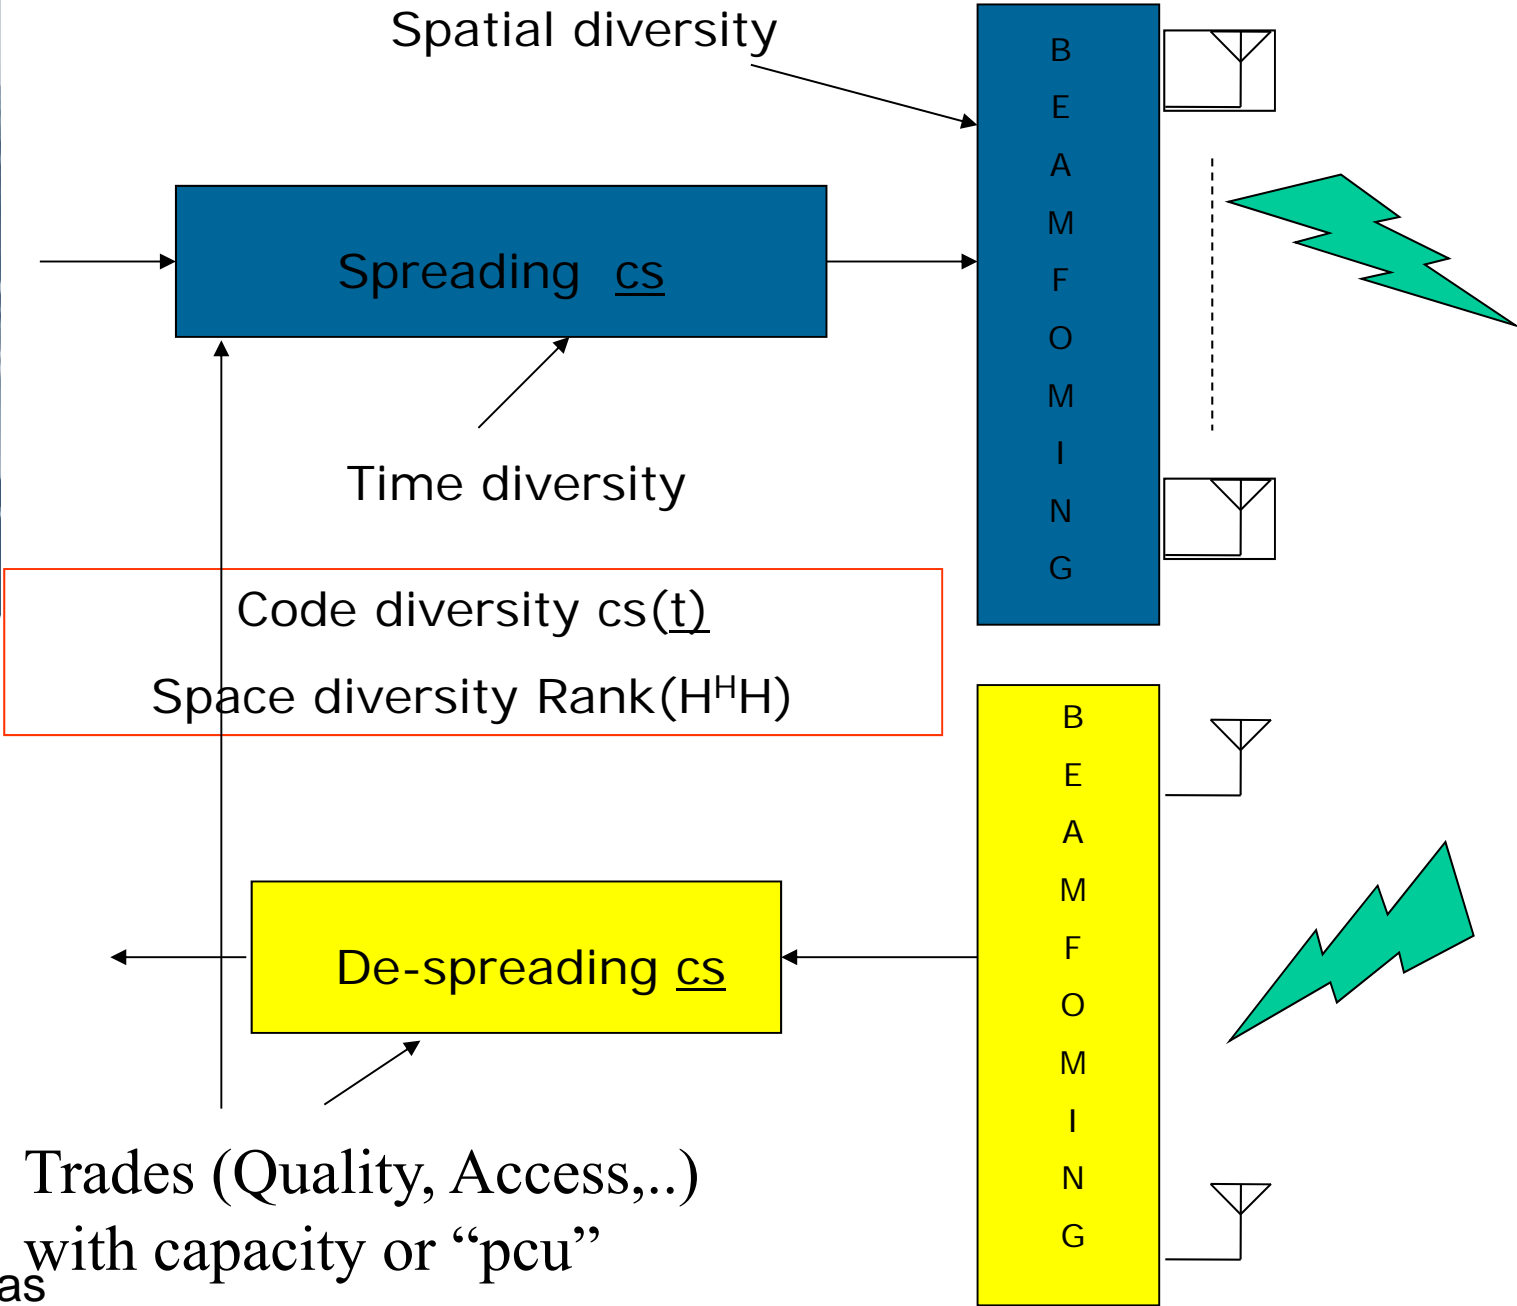 Spatial diversity
B
E
A
M
F
O
M
I
N
G
Spreading cs
Time diversity
Code diversity cs(t)
Space diversity Rank(HᴴH)
B
E
A
M
F
O
M
I
N
G
De-spreading cs
Trades (Quality, Access,..)
with capacity or “pcu”
as